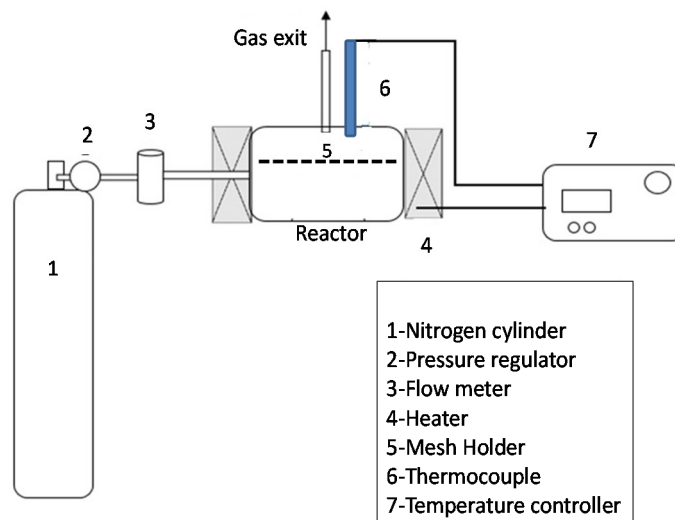 Gas exit
6
2
3
7
5
Reactor
4
1
1-Nitrogen cylinder
2-Pressure regulator
3-Flow meter
4-Heater
5-Mesh Holder
6-Thermocouple
7-Temperature controller